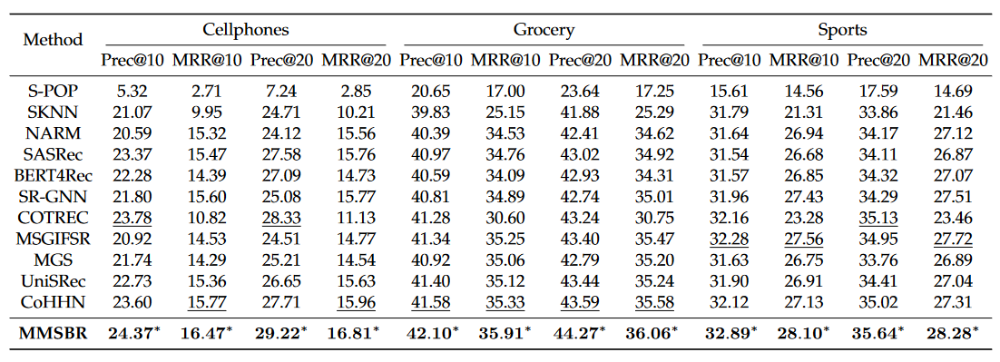 Method Cellphones Grocery Sports
Prec@10 MRR@10 Prec@20 MRR@20 Prec@10 MRR@10 Prec@20 MRR@20 Prec@10 MRR@10 Prec@20 MRR@20
S-POP 5.32 2.71 7.24 2.85 20.65 17.00 23.64 17.25 15.61 14.56 17.59 14.69
SKNN 21.07 9.95 24.71 10.21 39.83 25.15 41.88 25.29 31.79 21.31 33.86 21.46
NARM 20.59 15.32 24.12 15.56 40.39 34.53 42.41 34.62 31.64 26.94 34.17 27.12
SASRec 23.37 15.47 27.58 15.76 40.97 34.76 43.02 34.92 31.54 26.68 34.11 26.87
BERT4Rec 22.28 14.39 27.09 14.73 40.59 34.09 42.93 34.31 31.57 26.85 34.32 27.07
SR-GNN 21.80 15.60 25.08 15.77 40.81 34.89 42.74 35.01 31.96 27.43 34.29 27.51
COTREC 23.78 10.82 28.33 11.13 41.28 30.60 43.24 30.75 32.16 23.28 35.13 23.46
MSGIFSR 20.92 14.53 24.51 14.77 41.34 35.25 43.40 35.47 32.28 27.56 34.95 27.72
MGS 21.74 14.29 25.21 14.54 40.92 35.06 42.79 35.20 31.63 26.75 33.76 26.89
UniSRec 22.73 15.36 26.65 15.63 41.40 35.12 43.44 35.24 31.90 26.91 34.41 27.04
CoHHN 23.60 15.77 27.71 15.96 41.58 35.33 43.59 35.58 32.12 27.13 35.02 27.31
MMSBR 24.37* 16.47* 29.22* 16.81* 42.10* 35.91* 44.27* 36.06* 32.89* 28.10* 35.64* 28.28*